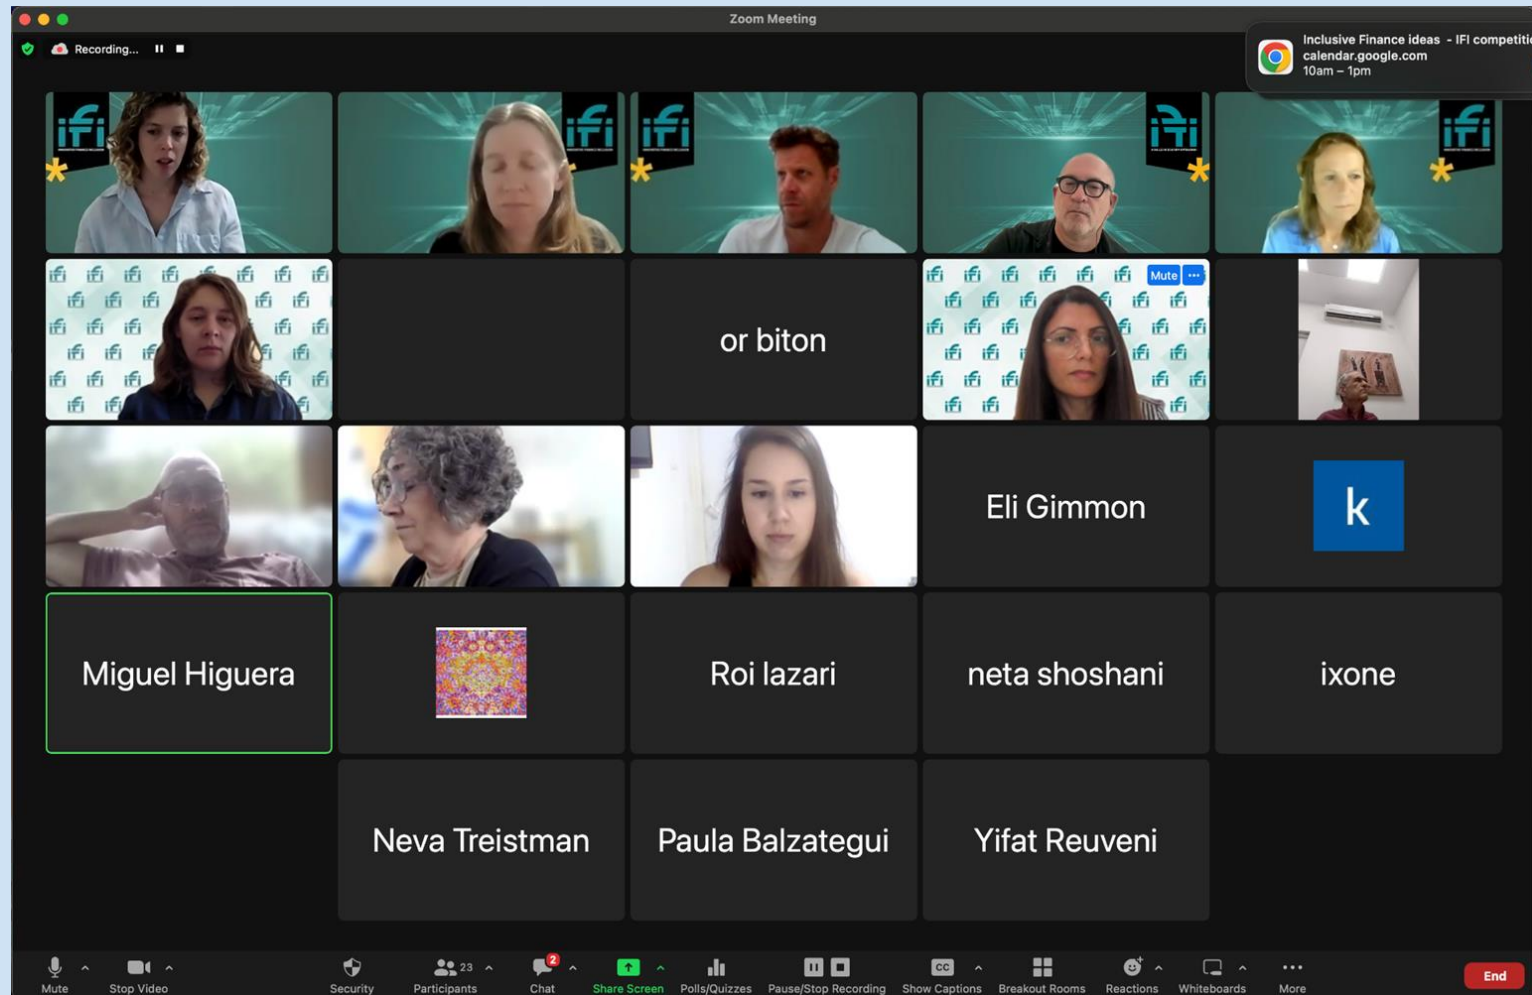 Zoom Meeting
Recording...
Inclusive Finance ideas - IFI competitio
calendar.google.com
10am – 1pm
ifi
ifi
ifi
ifi
or biton
Mute
Eli Gimmon
k
Miguel Higuera
Roi lazari
neta shoshani
ixone
Neva Treistman
Paula Balzategui
Yifat Reuveni
Mute
Stop Video
Security
23
Participants
2
Chat
Share Screen
Polls/Quizzes
Pause/Stop Recording
CC
Show Captions
Breakout Rooms
Reactions
Whiteboards
More
End